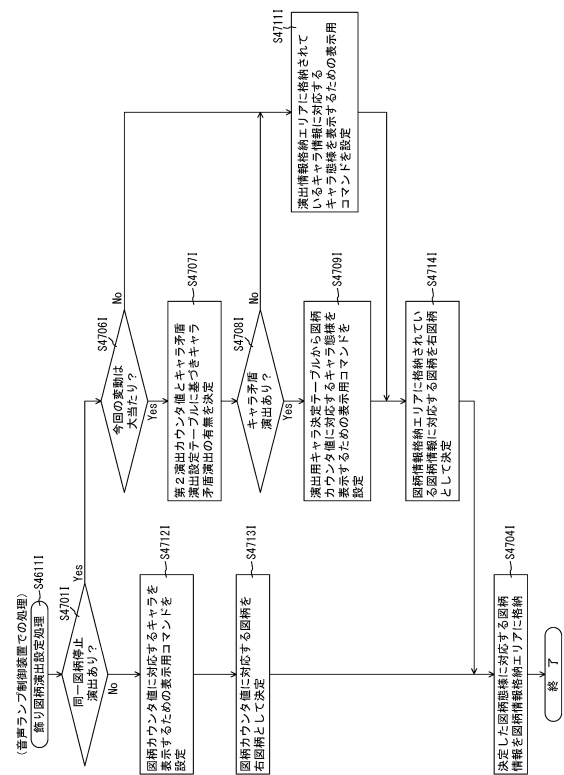 (音声ランプ制御装置での処理)
飾り図柄演出設定処理
S4611I
S4701I
同一図柄停止
演出あり?
Yes
No
S4706I
今回の変動は
大当たり?
No
Yes
S4707I
第2演出カウンタ値とキャラ矛盾
演出設定テーブルに基づきキャラ
矛盾演出の有無を決定
S4708I
キャラ矛盾
演出あり?
No
Yes
S4709I
演出用キャラ決定テーブルから図柄
カウンタ値に対応するキャラ態様を
表示するための表示用コマンドを
設定
S4711I
演出情報格納エリアに格納されて
いるキャラ情報に対応する
キャラ態様を表示するための表示用
コマンドを設定
S4714I
図柄情報格納エリアに格納されてい
る図柄情報に対応する図柄を右図柄
として決定
S4712I
図柄カウンタ値に対応するキャラを
表示するための表示用コマンドを
設定
S4713I
図柄カウンタ値に対応する図柄を
右図柄として決定
S4704I
決定した図柄態様に対応する図柄
情報を図柄情報格納エリアに格納
終 了